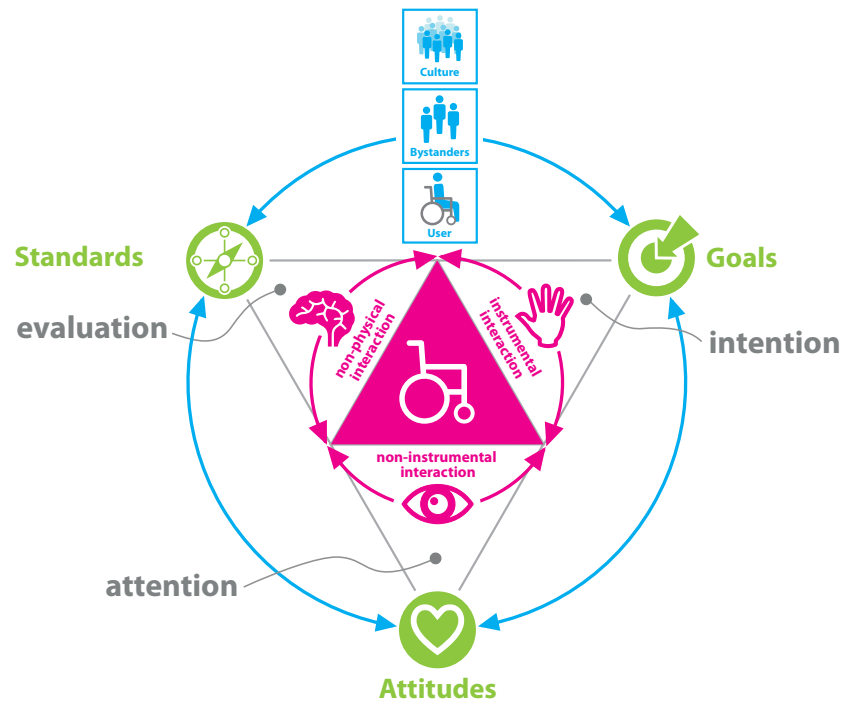 Culture
Bystanders
User
Standards
Goals
evaluation
intention
non-physical
interaction
instrumental
interaction
non-instrumental
interaction
attention
Attitudes